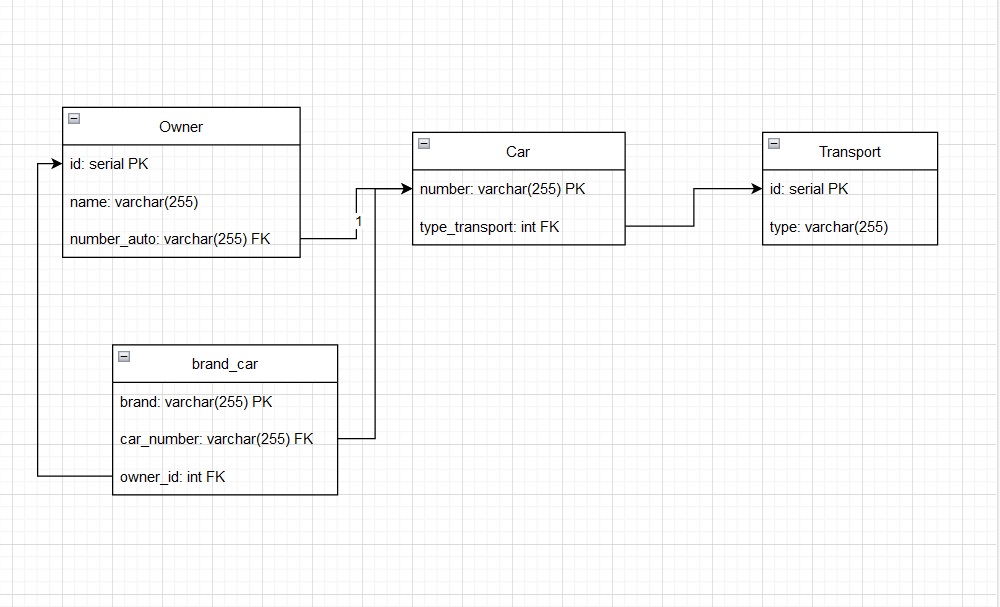 Owner
id: serial PK
name: varchar(255)
number_auto: varchar(255) FK
1
Car
number: varchar(255) PK
type_transport: int FK
Transport
id: serial PK
type: varchar(255)
brand_car
brand: varchar(255) PK
car_number: varchar(255) FK
owner_id: int FK